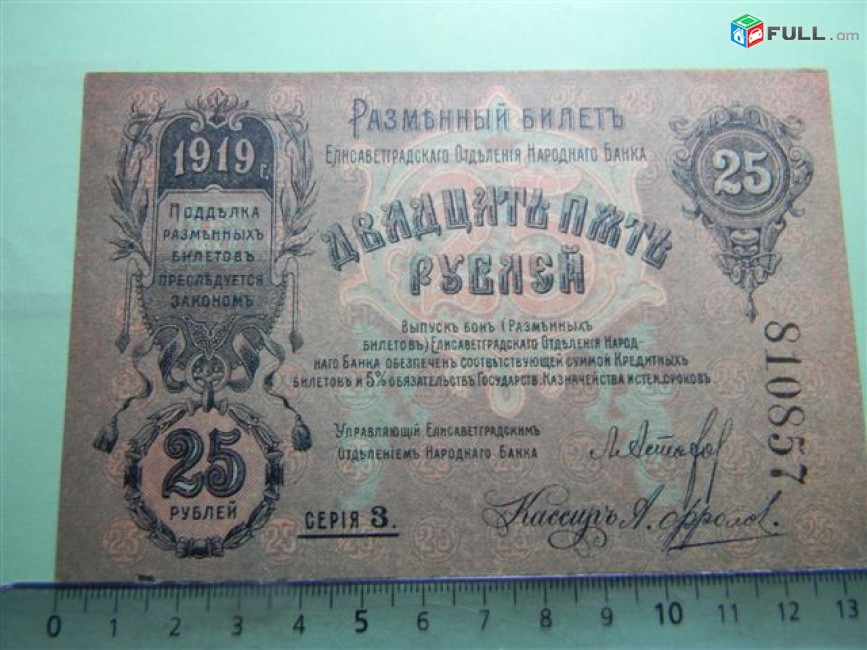 FULL.am
РАЗМѢННЫЙ БИЛЕТЪ
ЕЛИСАВЕТГРАДСКАГО ОТДѢЛЕНІЯ НАРОДНАГО БАНКА
1919 г.
25
ДВАДЦАТЬ ПЯТЬ
РУБЛЕЙ
ПОДДѢЛКА
РАЗМѢННЫХЪ
БИЛЕТОВЪ
ПРЕСЛѢДУЕТСЯ
ЗАКОНОМЪ
ВЫПУСКЪ БОНЪ (РАЗМѢННЫХЪ
БИЛЕТОВЪ) ЕЛИСАВЕТГРАДСКАГО ОТДѢЛЕНІЯ НАРОД-
НАГО БАНКА ОБЕЗПЕЧЕН СООТВѢТСТВУЮЩЕЙ СУММОЙ КРЕДИТНЫХЪ
БИЛЕТОВЪ И 5% ОБЯЗАТЕЛЬСТВЪ ГОСУДАРСТВ. КАЗНАЧЕЙСТВА ИСТЕК. СРОКОВЪ
810857
УПРАВЛЯЮЩІЙ ЕЛИСАВЕТГРАДСКИМЪ
ОТДѢЛЕНІЕМЪ НАРОДНАГО БАНКА
25
РУБЛЕЙ
СЕРІЯ 3.
Кассиръ А. Фролов.
0 1 2 3 4 5 6 7 8 9 10 11 12 13